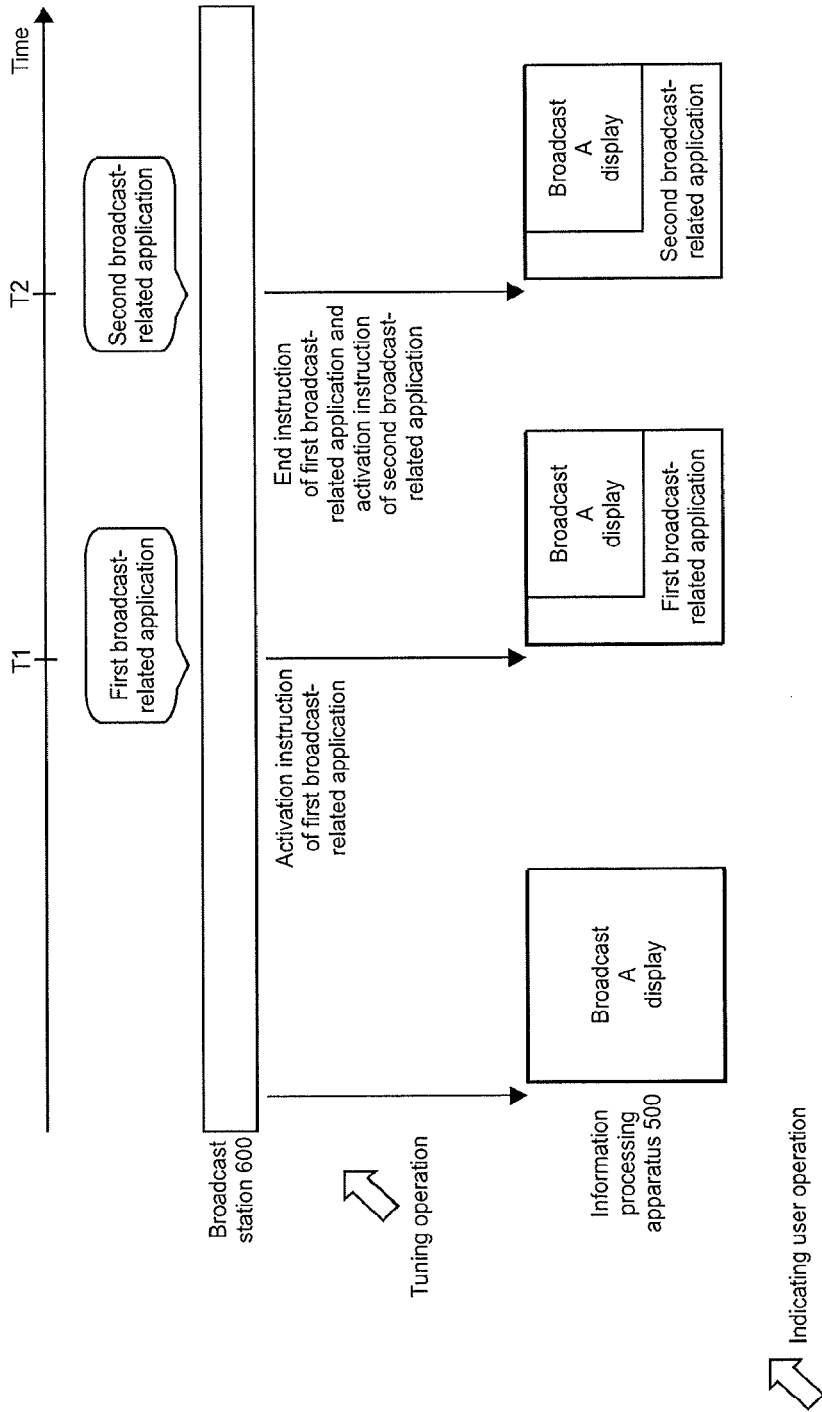 Time
T1
T2
First broadcast-
related application
Second broadcast-
related application
Broadcast
station 600
Tuning operation
Activation instruction
of first broadcast-
related application
End instruction
of first broadcast-
related application and
activation instruction
of second broadcast-
related application
Information
processing
apparatus 500
Broadcast
A
display
Broadcast
A
display
First broadcast-
related application
Broadcast
A
display
Second broadcast-
related application
Indicating user operation